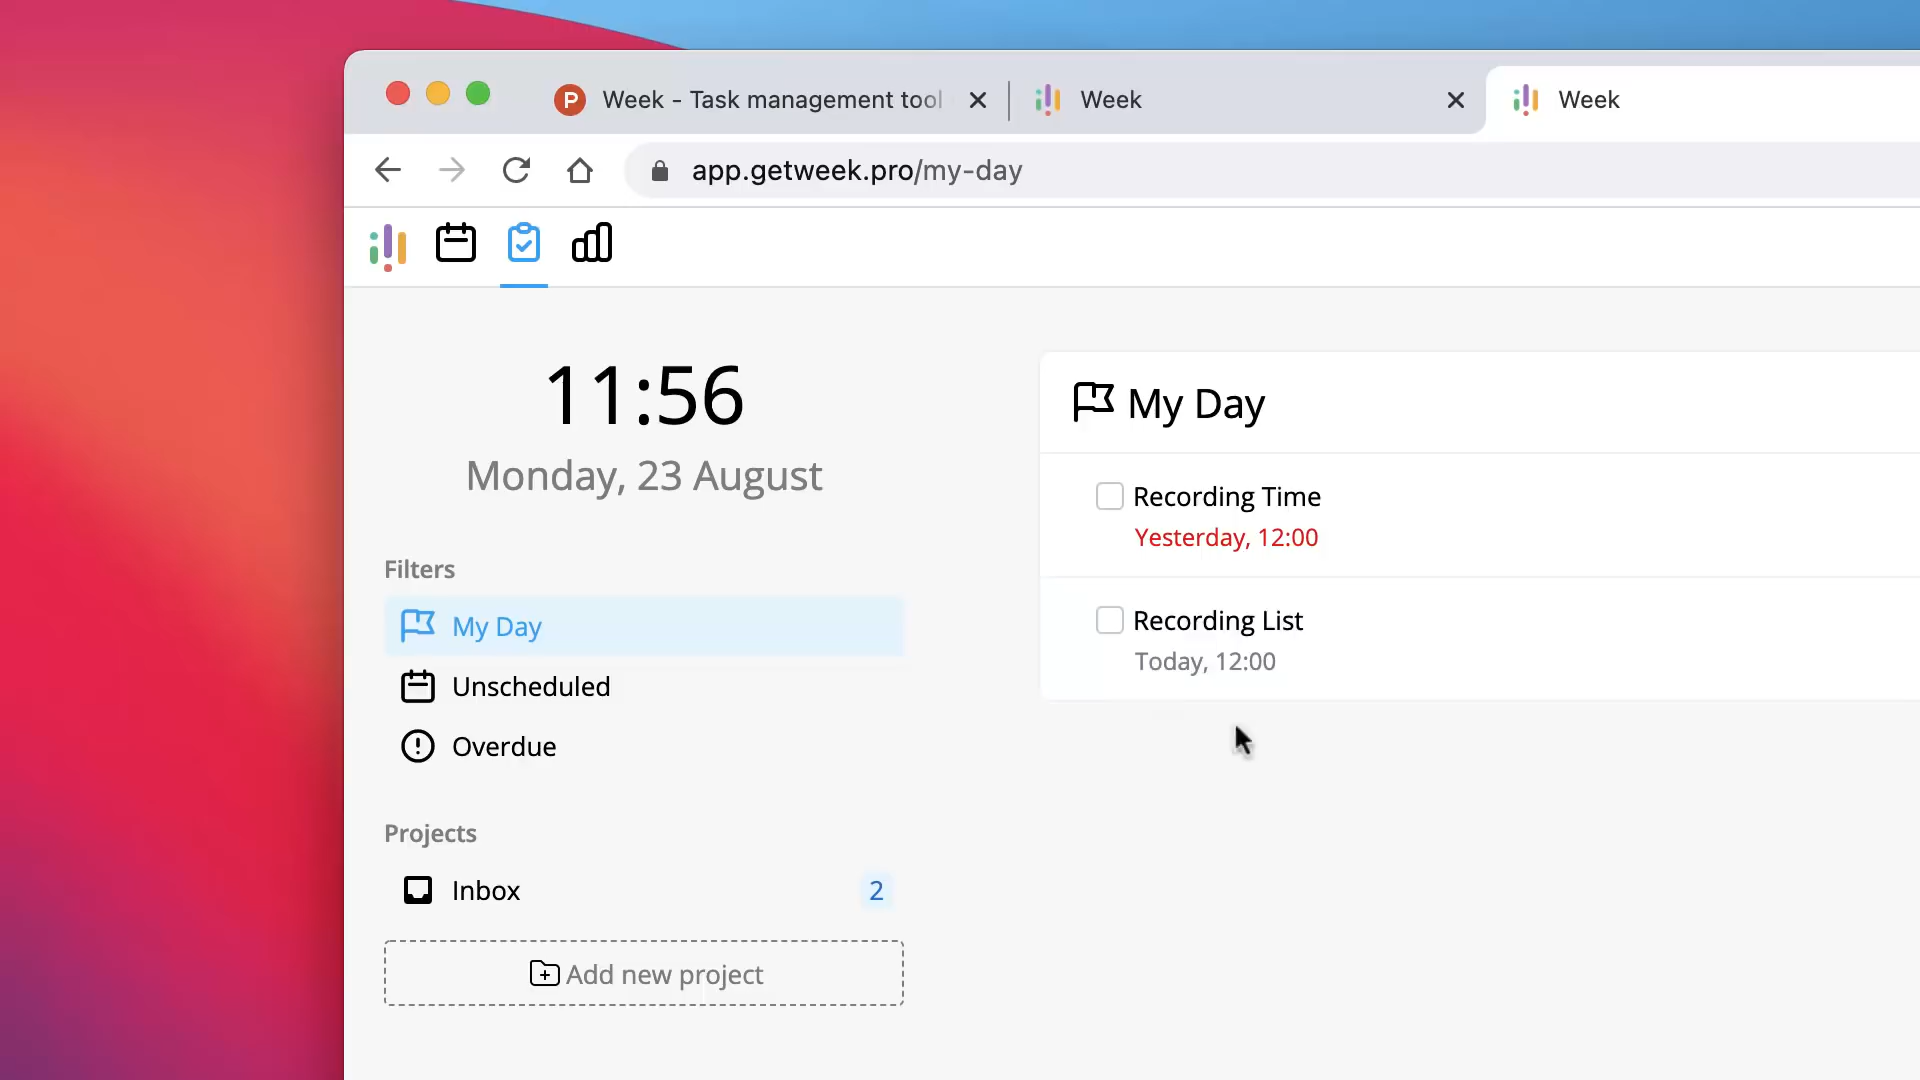 Week - Task management tool
Week
Week
app.getweek.pro/my-day
11:56
Monday, 23 August
Filters
My Day
Unscheduled
Overdue
Projects
Inbox
2
Add new project
My Day
Recording Time
Yesterday, 12:00
Recording List
Today, 12:00